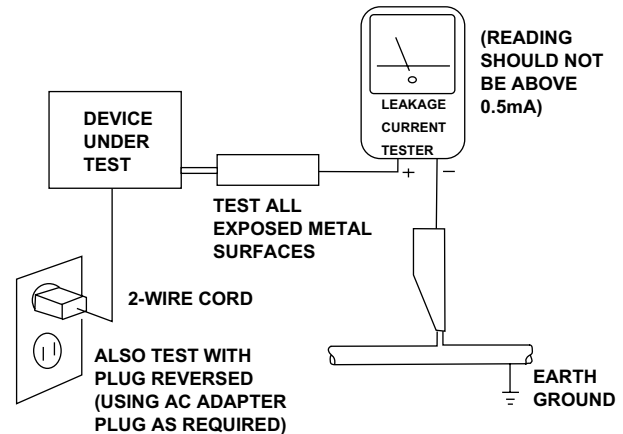 DEVICE
UNDER
TEST
LEAKAGE
CURRENT
TESTER
+ −
(READING
SHOULD NOT
BE ABOVE
0.5mA)
TEST ALL
EXPOSED METAL
SURFACES
2-WIRE CORD
ALSO TEST WITH
PLUG REVERSED
(USING AC ADAPTER
PLUG AS REQUIRED)
EARTH
GROUND